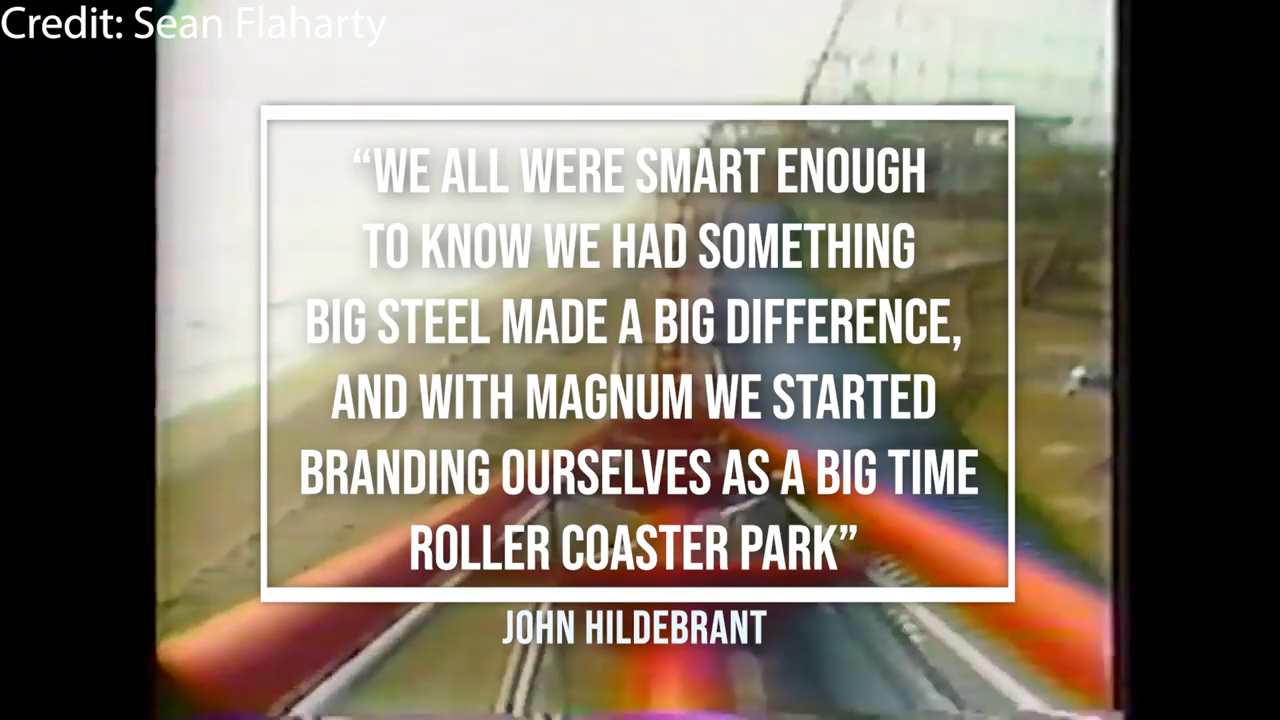 Credit: Sean Flaharty
“WE ALL WERE SMART ENOUGH
TO KNOW WE HAD SOMETHING
BIG STEEL MADE A BIG DIFFERENCE,
AND WITH MAGNUM WE STARTED
BRANDING OURSELVES AS A BIG TIME
ROLLER COASTER PARK”
JOHN HILDEBRANT